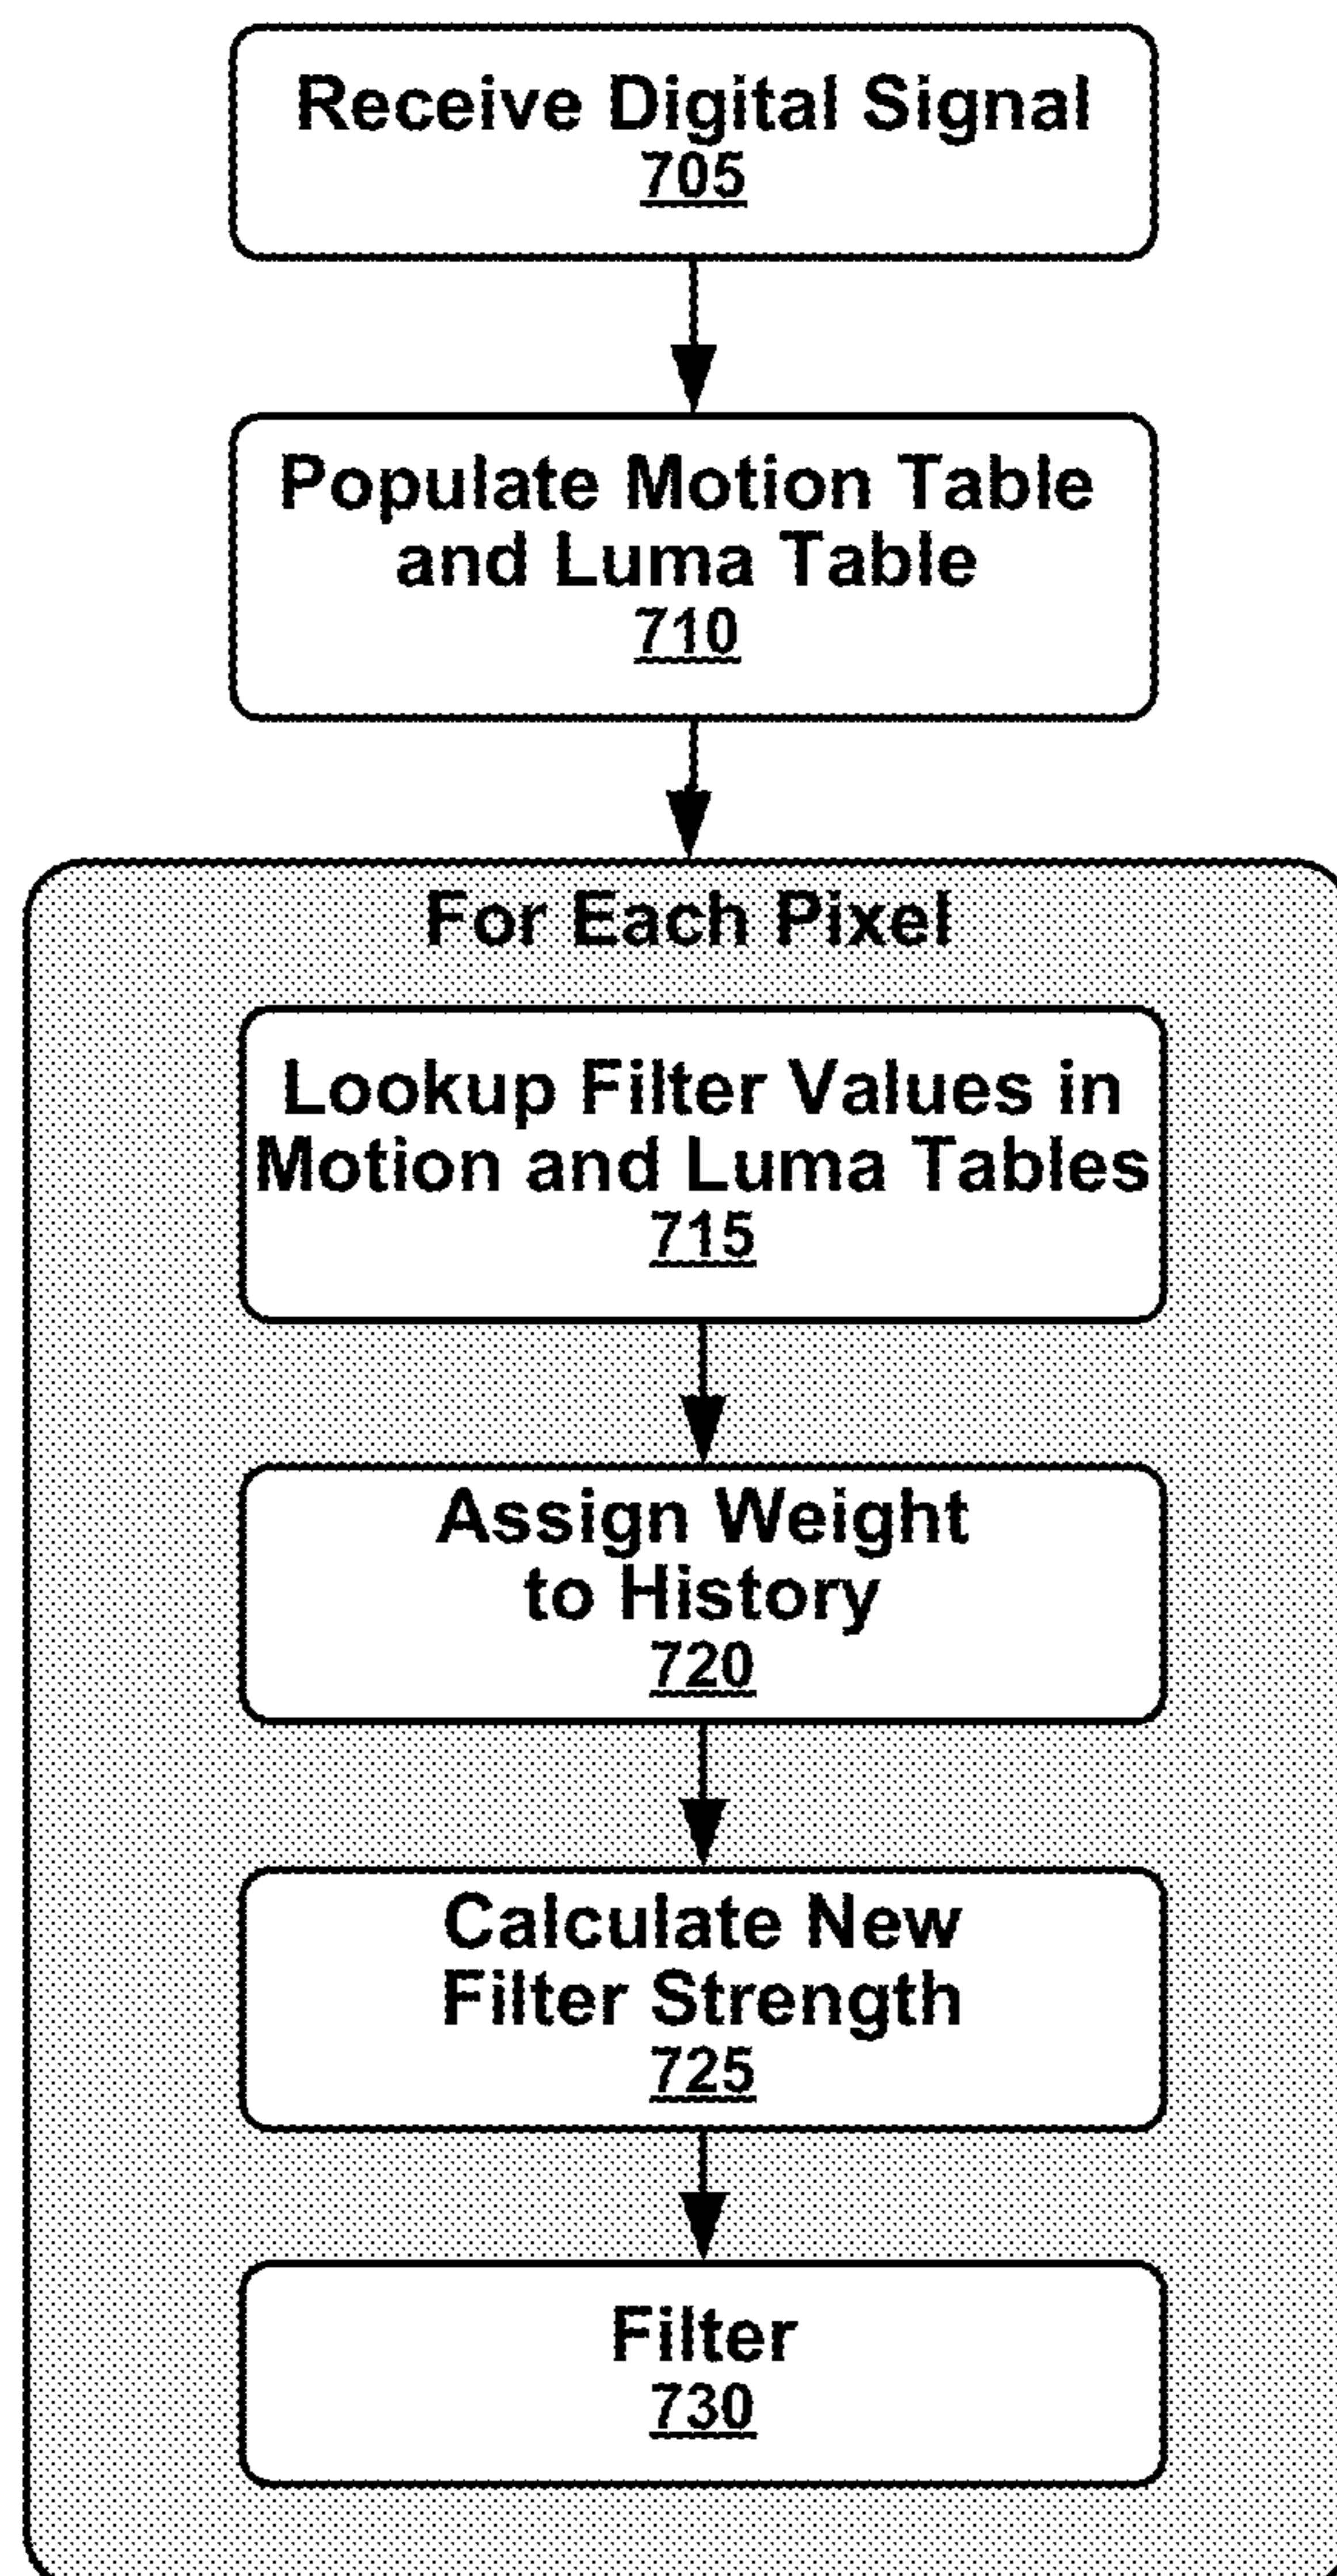 Receive Digital Signal
705
Populate Motion Table
and Luma Table
710
For Each Pixel
Lookup Filter Values in
Motion and Luma Tables
715
Assign Weight
to History
720
Calculate New
Filter Strength
725
Filter
730